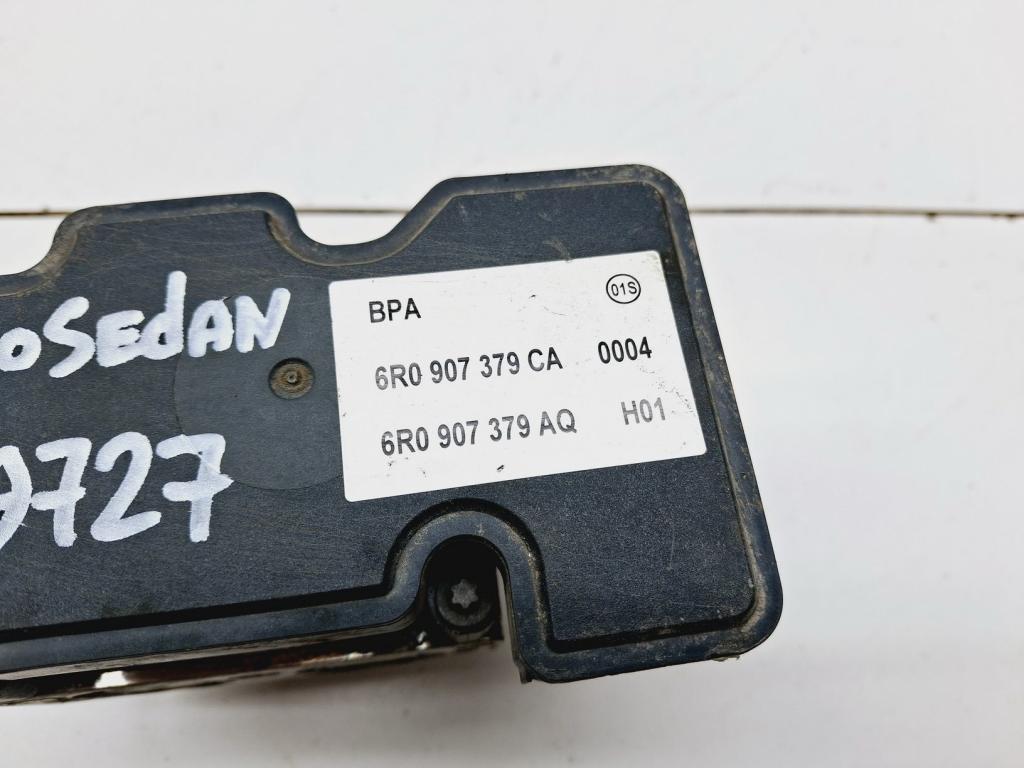 oSEdAN
9727
BPA 01S
6R0 907 379 CA 0004
6R0 907 379 AQ H01